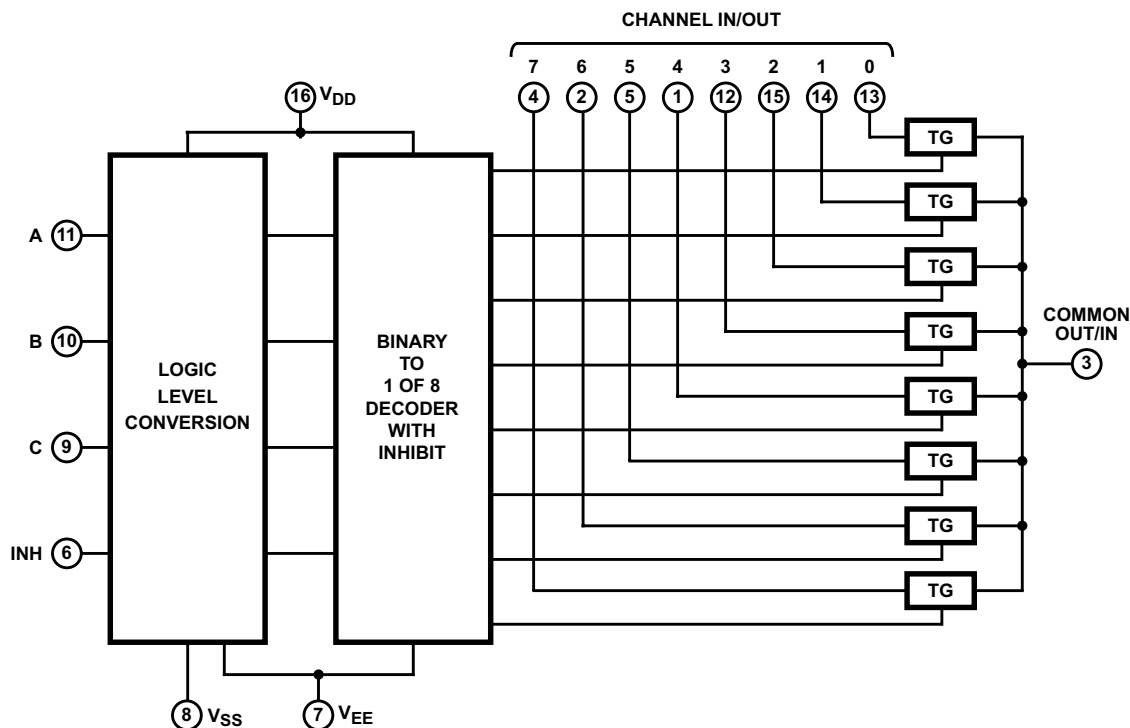 CHANNEL IN/OUT
7 6 5 4 3 2 1 0
4 2 5 1 12 15 14 13
16 VDD
TG
TG
TG
TG
TG
TG
TG
TG
A 11
B 10
C 9
INH 6
LOGIC
LEVEL
CONVERSION
BINARY
TO
1 OF 8
DECODER
WITH
INHIBIT
COMMON
OUT/IN
3
8 VSS
7 VEE